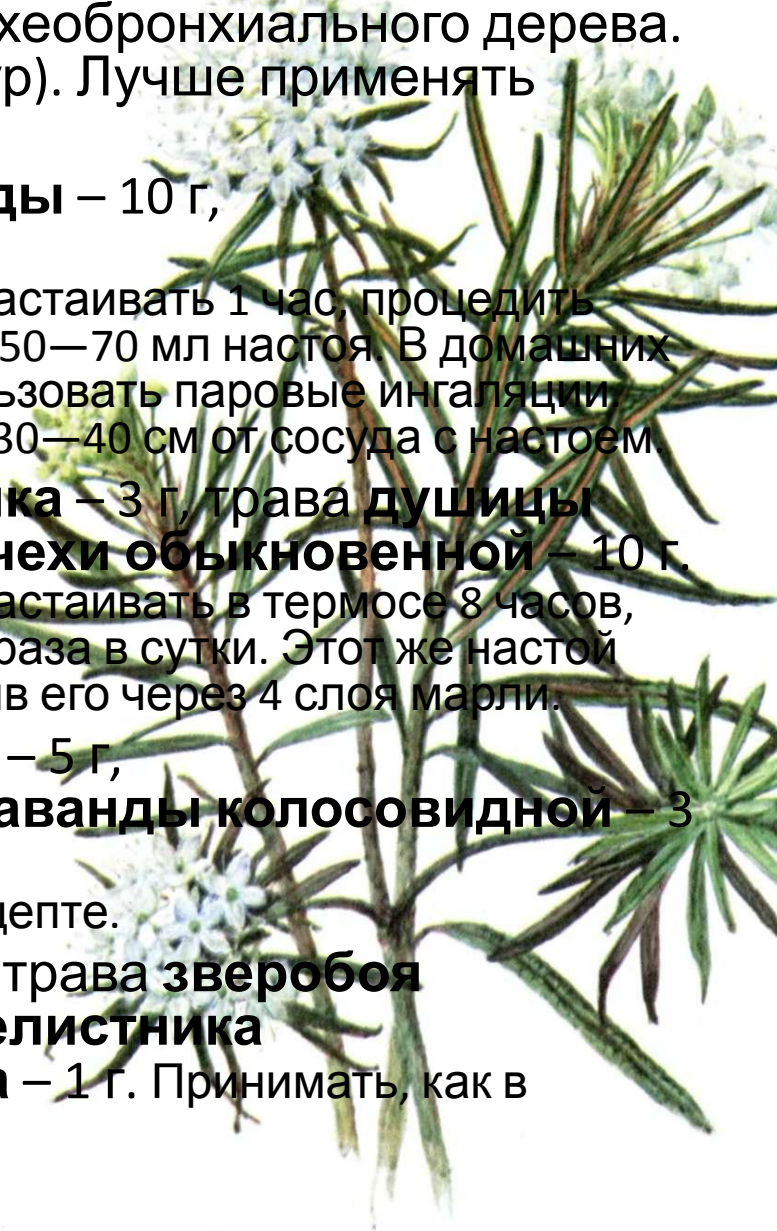 хеобронхиального дерева.
ур). Лучше применять
ды – 10 г,
астаивать 1 час, процедить
50—70 мл настоя. В домашних
ьзовать паровые ингаляции.
30—40 см от сосуда с настоем.
ка – 3 г, трава душицы
чехи обыкновенной – 10 г.
астаивать в термосе 8 часов,
раза в сутки. Этот же настой
ив его через 4 слоя марли.
– 5 г,
аванды колосовидной – 3
цепте.
трава зверобоя
елистника
а – 1 г. Принимать, как в